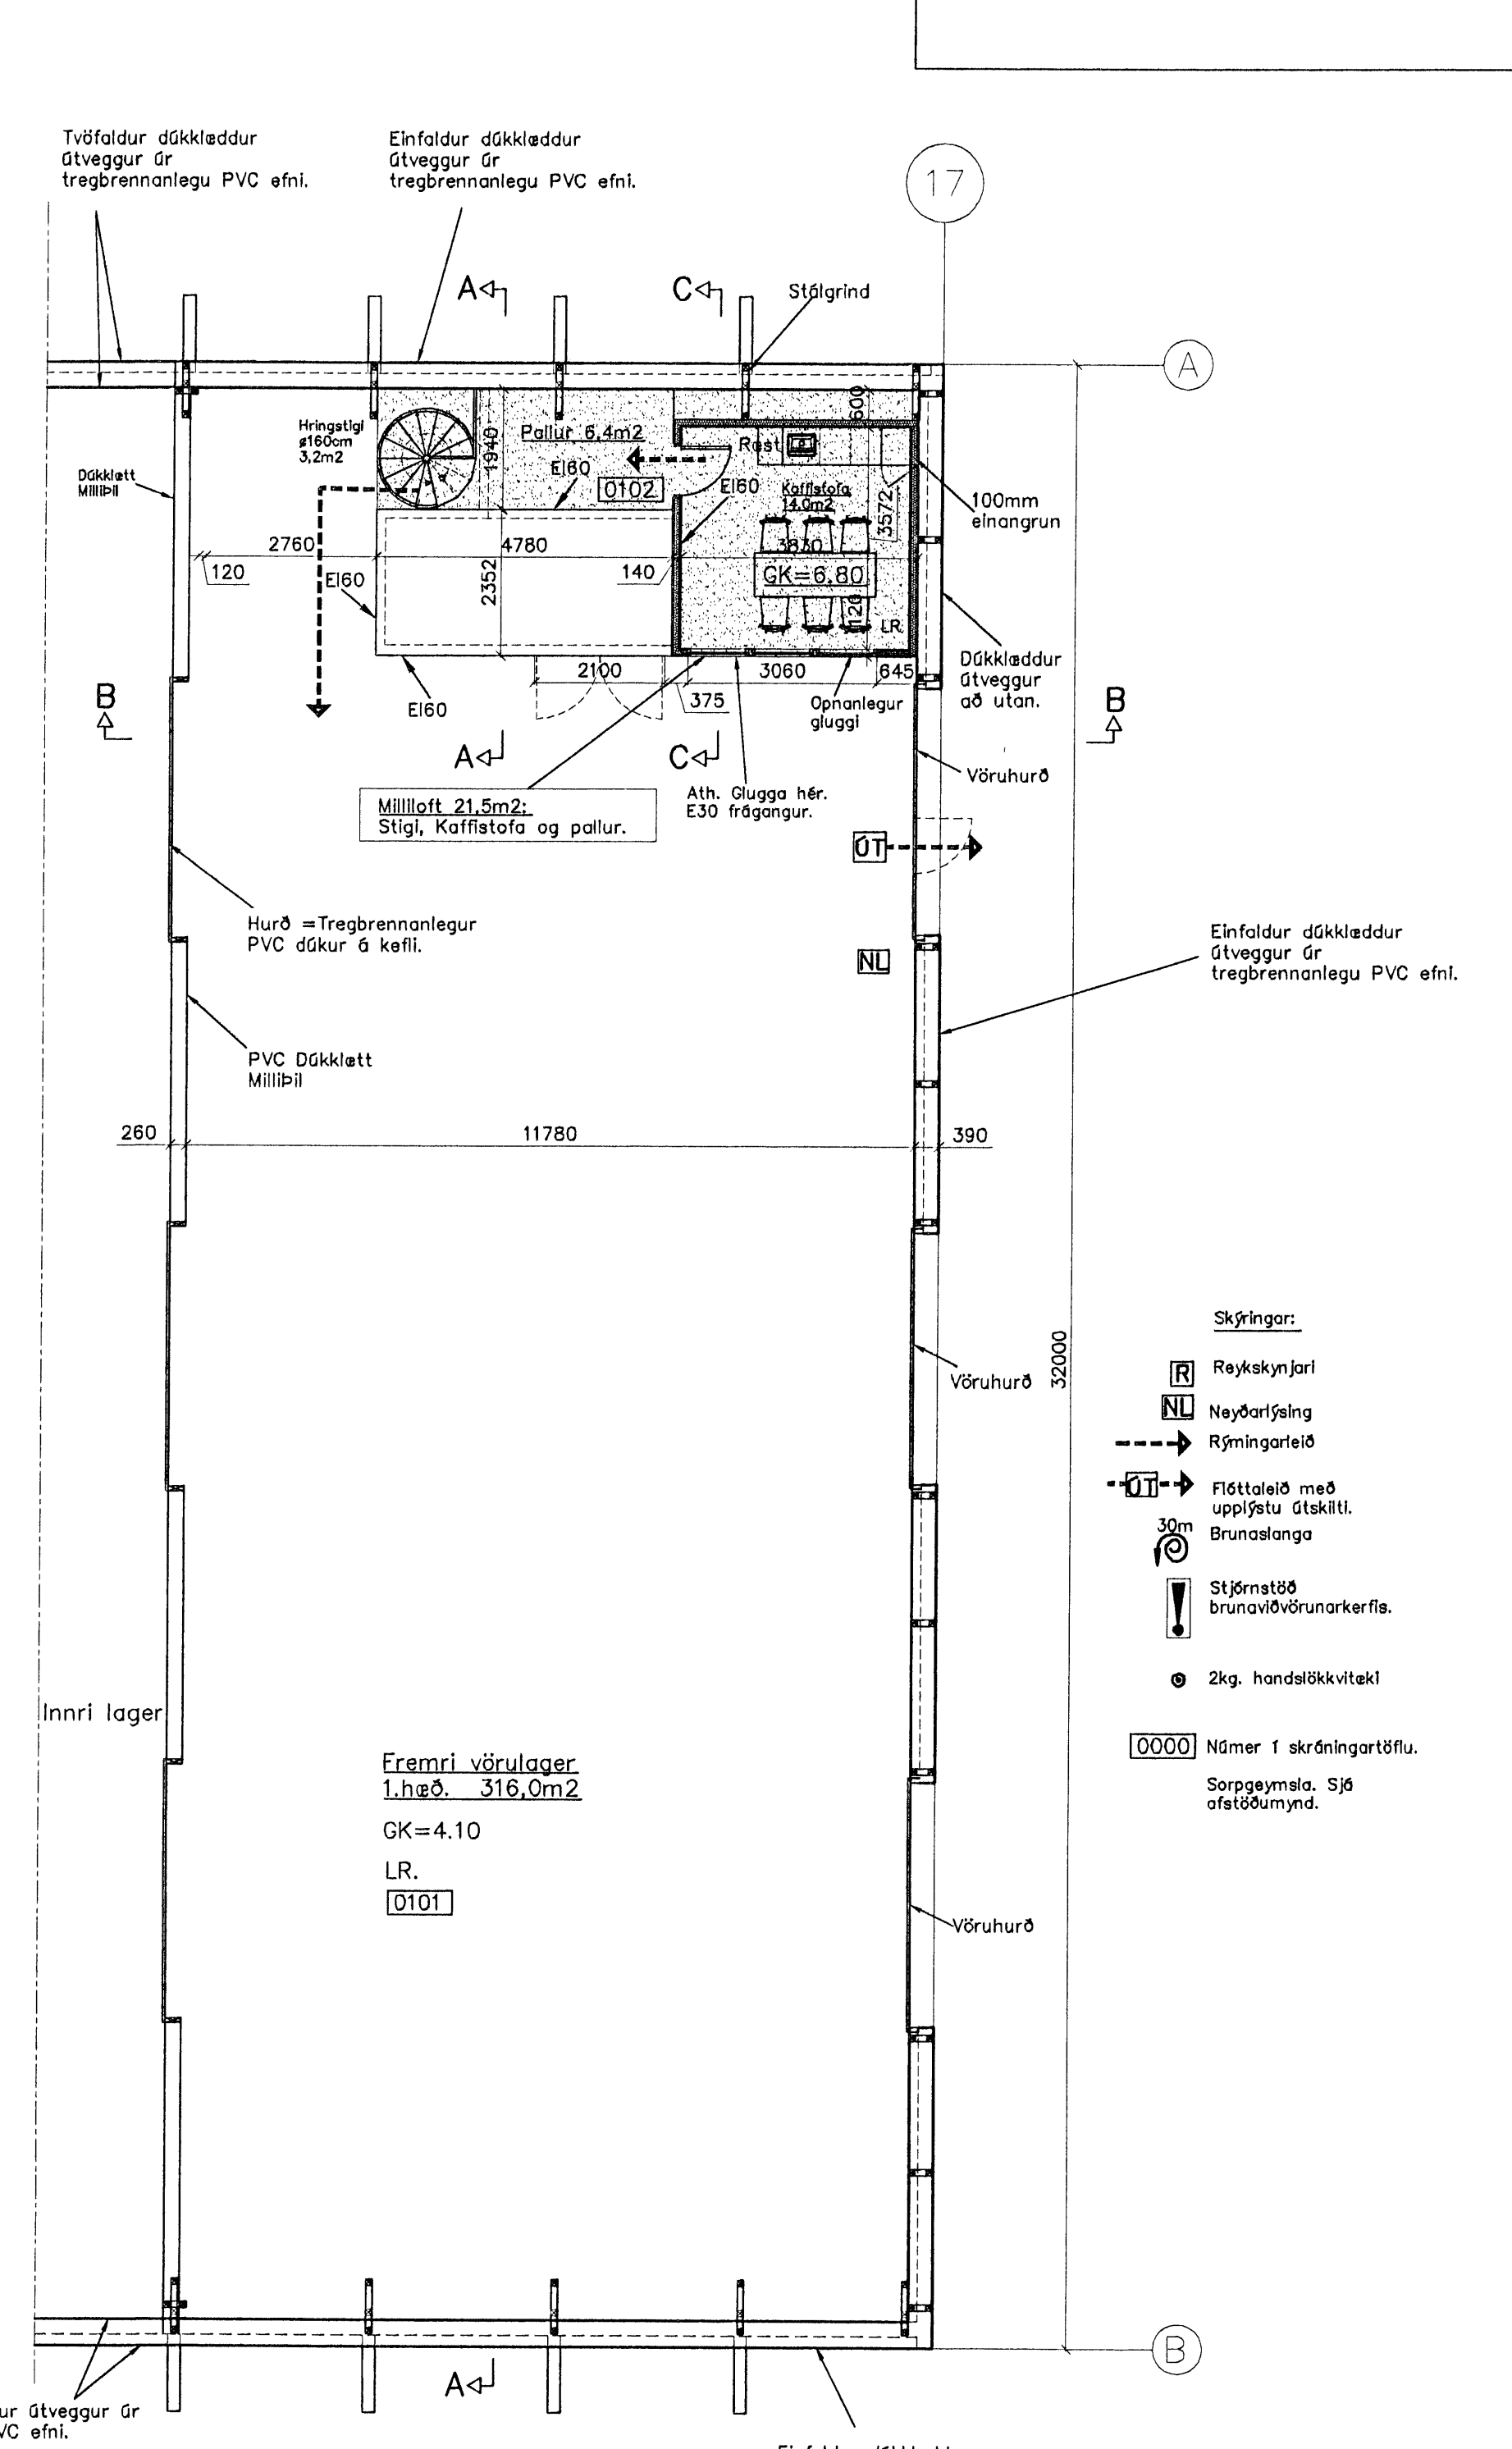 Tvöfaldur dúkklæddur
útveggur úr
tregbrennanlegu PVC efni.
Einfaldur dúkklæddur
útveggur úr
tregbrennanlegu PVC efni.
17
A
C
Stálgrind
A
Hringstigi
ø160cm
3,2m2
1940
Pallur 6,4m2
EI60
0102
Ræst
600
Kaffistofa
14.0m2
EI60
3572
100mm
einangrun
Dúkklætt
Milliþil
2760
4780
3830
120
EI60
2352
140
GK=6.80
120
LR
Dúkklæddur
útveggur
að utan.
2100
3060
645
375
EI60
Opnanlegur
gluggi
B
B
A
C
Vöruhurð
Milliloft 21,5m2:
Stigi, Kaffistofa og pallur.
Ath. Glugga hér.
E30 frágangur.
ÚT
Hurð =Tregbrennanlegur
PVC dúkur á kefli.
NL
Einfaldur dúkklæddur
útveggur úr
tregbrennanlegu PVC efni.
PVC Dúkklætt
Milliþil
260
11780
390
32000
Vöruhurð
Skýringar:
R Reykskynjari
NL Neyðarlýsing
Rýmingarleið
ÚT Flóttaleið með
upplýstu útskilti.
30m
Brunaslanga
Stjórnstöð
brunaviðvörunarkerfis.
2kg. handslökkvitæki
0000 Númer í skráningartöflu.
Sorpgeymsla. Sjá
afstöðumynd.
Innri lager
Fremri vörulager
1.hæð. 316,0m2
GK=4.10
LR.
0101
Vöruhurð
B
A
útveggur úr
efni.